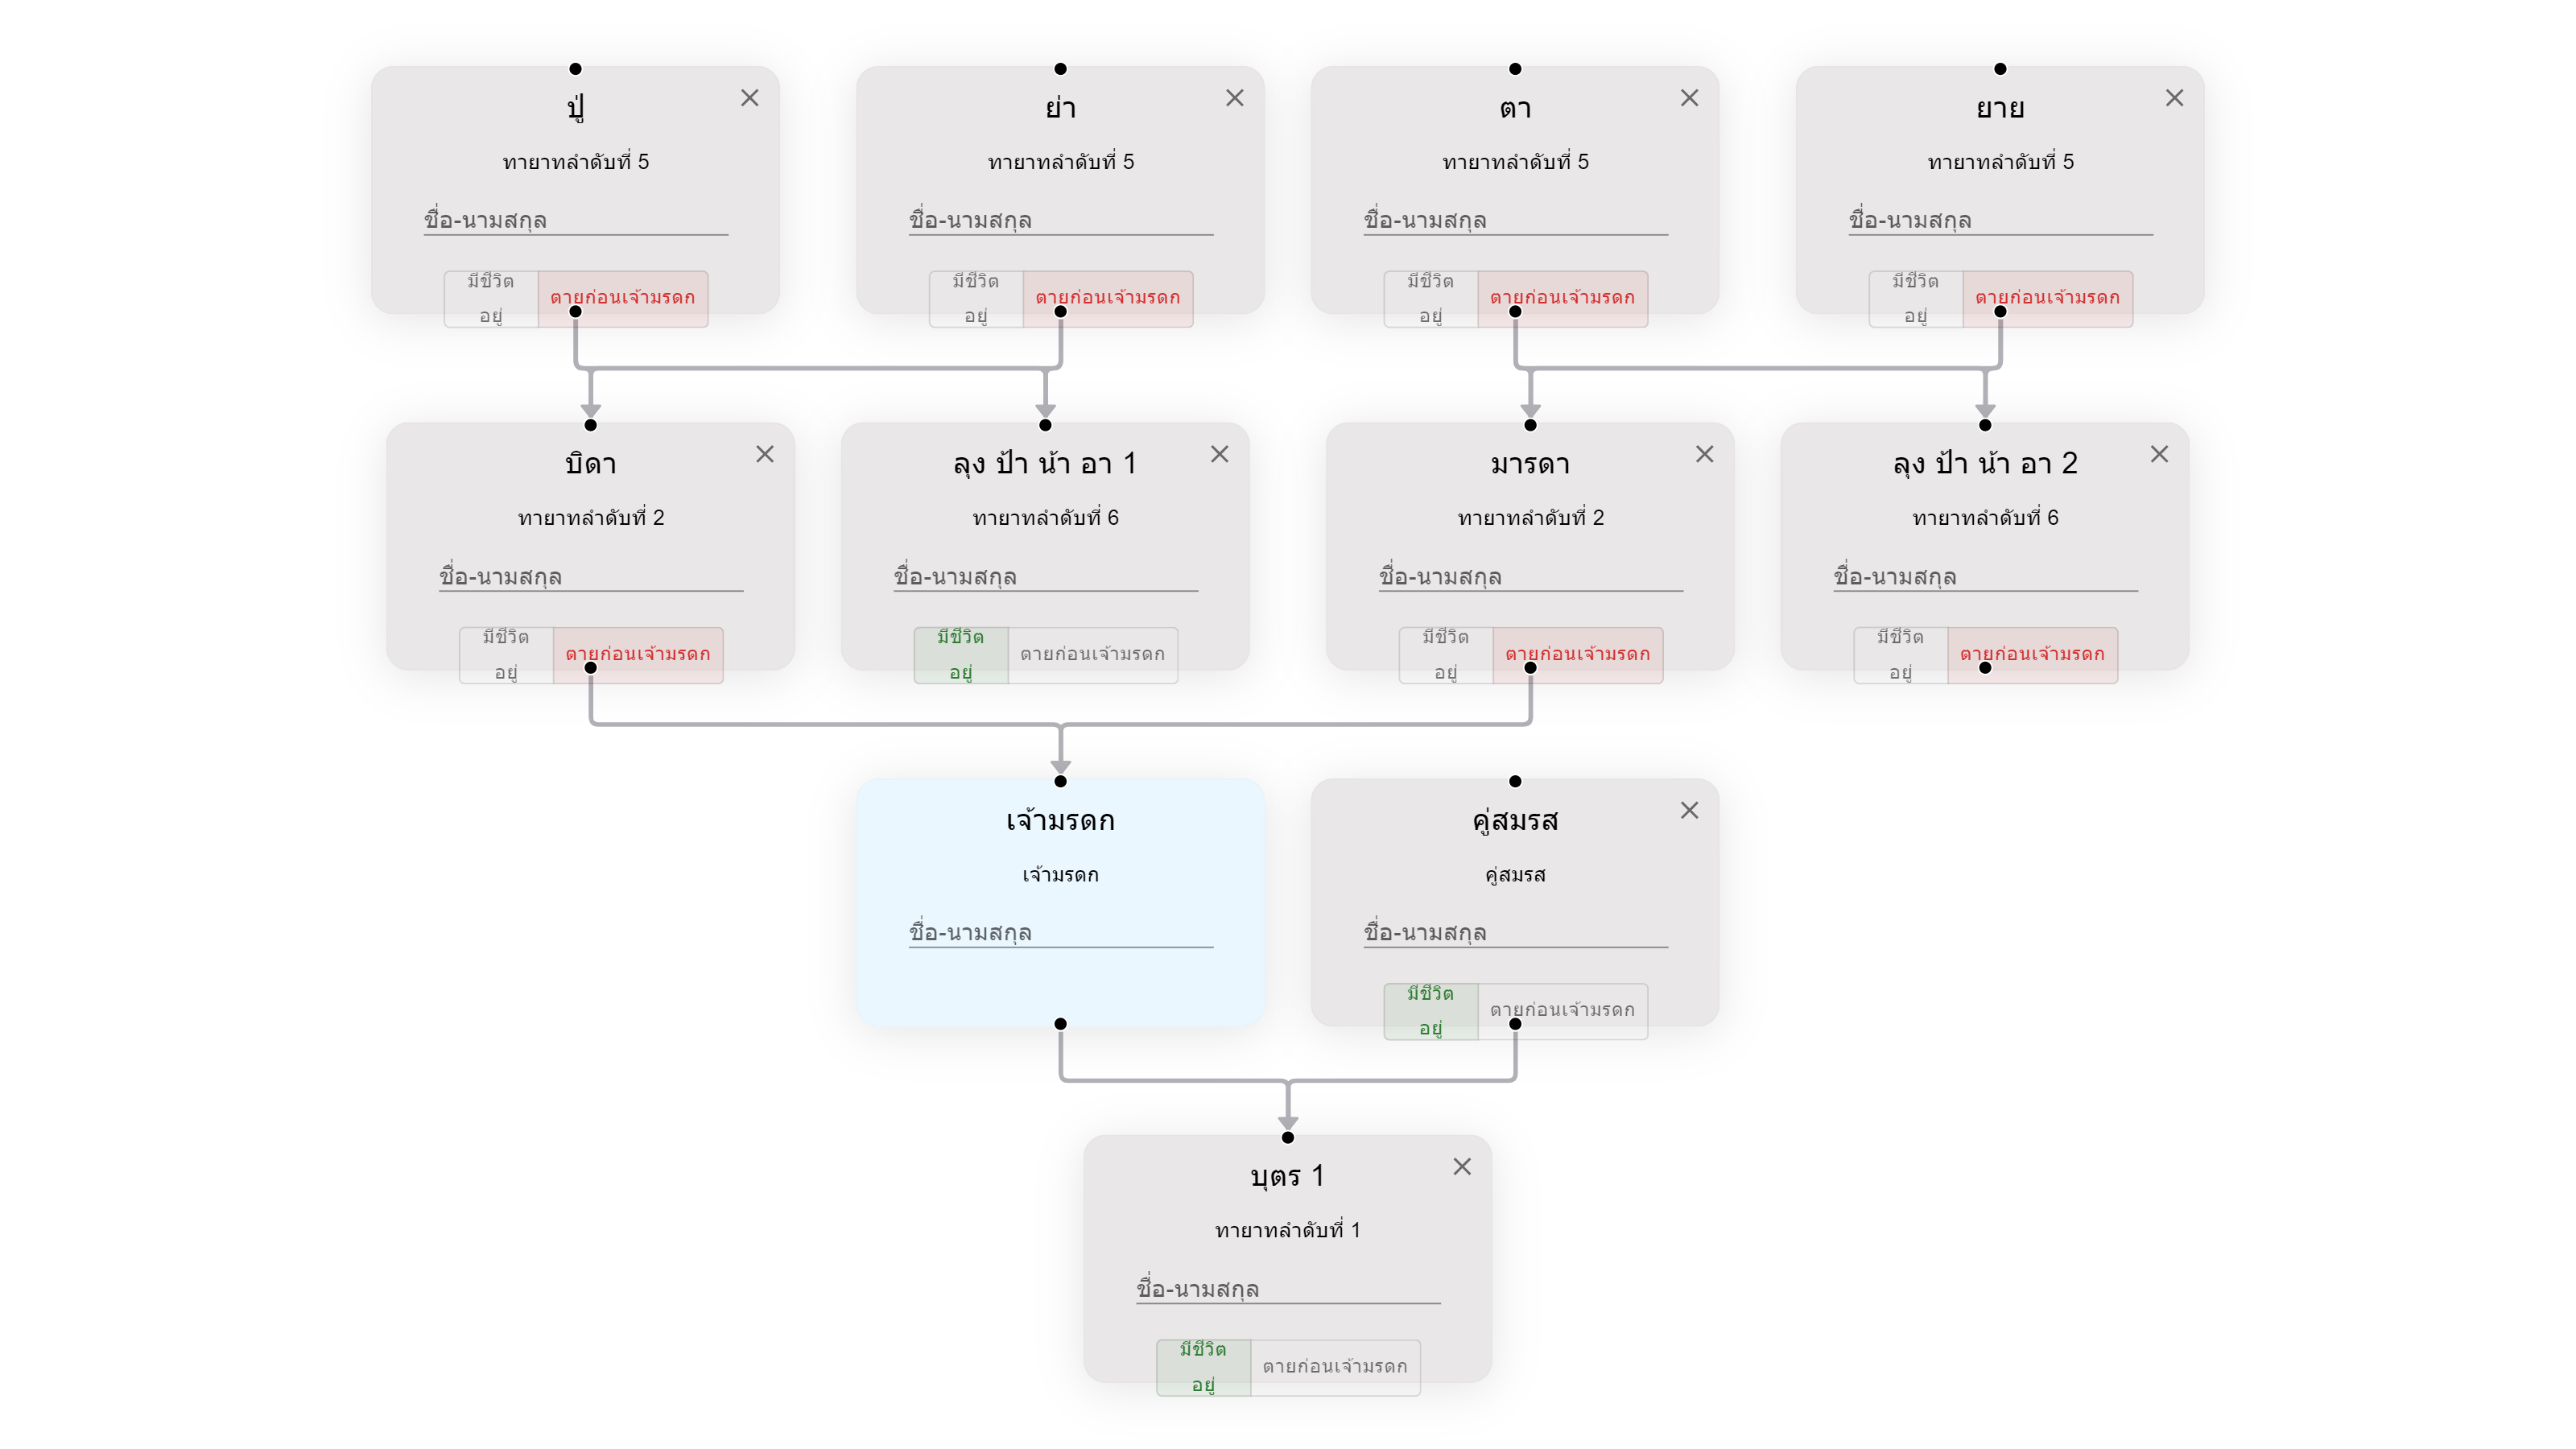 ปู่
ทายาทลำดับที่ 5
ชื่อ-นามสกุล
มีชีวิต
อยู่
ตายก่อนเจ้ามรดก
ย่า
ทายาทลำดับที่ 5
ชื่อ-นามสกุล
มีชีวิต
อยู่
ตายก่อนเจ้ามรดก
ตา
ทายาทลำดับที่ 5
ชื่อ-นามสกุล
มีชีวิต
อยู่
ตายก่อนเจ้ามรดก
ยาย
ทายาทลำดับที่ 5
ชื่อ-นามสกุล
มีชีวิต
อยู่
ตายก่อนเจ้ามรดก
บิดา
ทายาทลำดับที่ 2
ชื่อ-นามสกุล
มีชีวิต
อยู่
ตายก่อนเจ้ามรดก
ลุง ป้า น้า อา 1
ทายาทลำดับที่ 6
ชื่อ-นามสกุล
มีชีวิต
อยู่
ตายก่อนเจ้ามรดก
มารดา
ทายาทลำดับที่ 2
ชื่อ-นามสกุล
มีชีวิต
อยู่
ตายก่อนเจ้ามรดก
ลุง ป้า น้า อา 2
ทายาทลำดับที่ 6
ชื่อ-นามสกุล
มีชีวิต
อยู่
ตายก่อนเจ้ามรดก
เจ้ามรดก
เจ้ามรดก
ชื่อ-นามสกุล
คู่สมรส
คู่สมรส
ชื่อ-นามสกุล
มีชีวิต
อยู่
ตายก่อนเจ้ามรดก
บุตร 1
ทายาทลำดับที่ 1
ชื่อ-นามสกุล
มีชีวิต
อยู่
ตายก่อนเจ้ามรดก